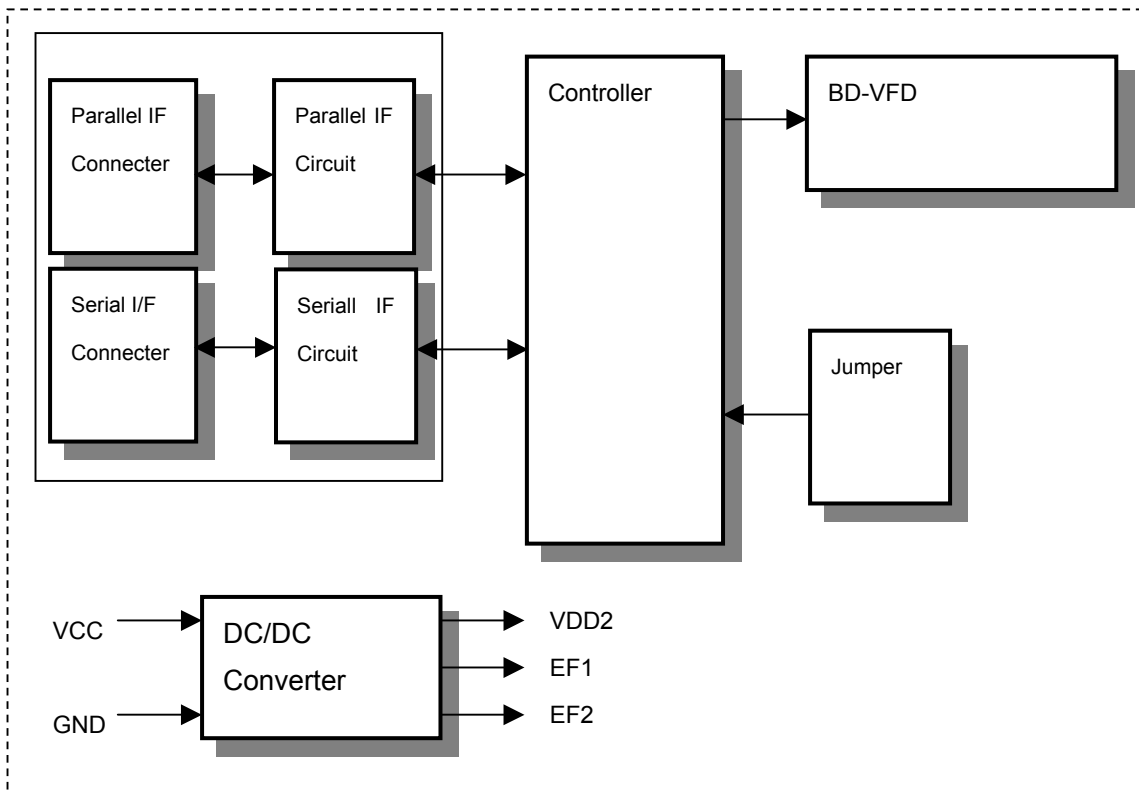 Parallel IF
Connecter
Parallel IF
Circuit
Controller
BD-VFD
Serial I/F
Connecter
Seriall IF
Circuit
Jumper
VCC
GND
DC/DC
Converter
VDD2
EF1
EF2